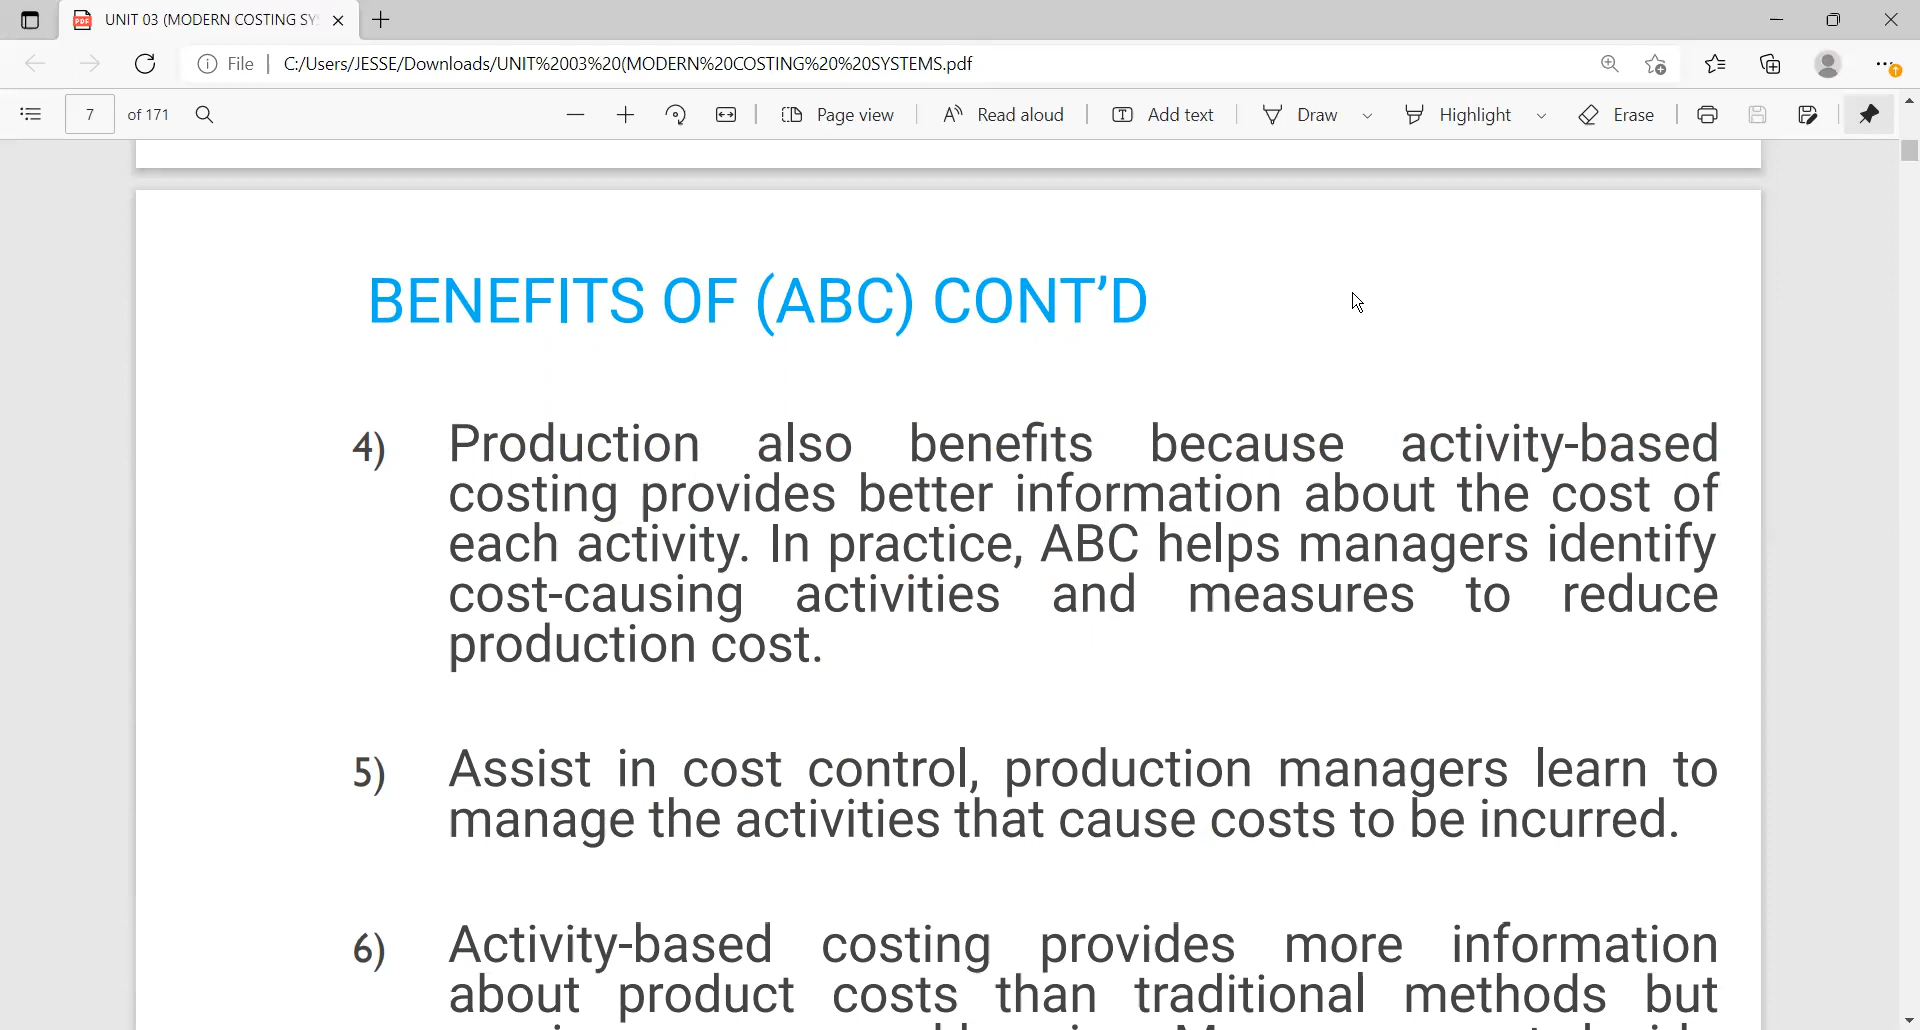 UNIT 03 (MODERN COSTING SY
File
C:/Users/JESSE/Downloads/UNIT%2003%20(MODERN%20COSTING%20%20SYSTEMS.pdf
7 of 171
Page view
Read aloud
Add text
Draw
Highlight
Erase
BENEFITS OF (ABC) CONT’D
4) Production also benefits because activity-based
costing provides better information about the cost of
each activity. In practice, ABC helps managers identify
cost-causing activities and measures to reduce
production cost.
5) Assist in cost control, production managers learn to
manage the activities that cause costs to be incurred.
6) Activity-based costing provides more information
about product costs than traditional methods but